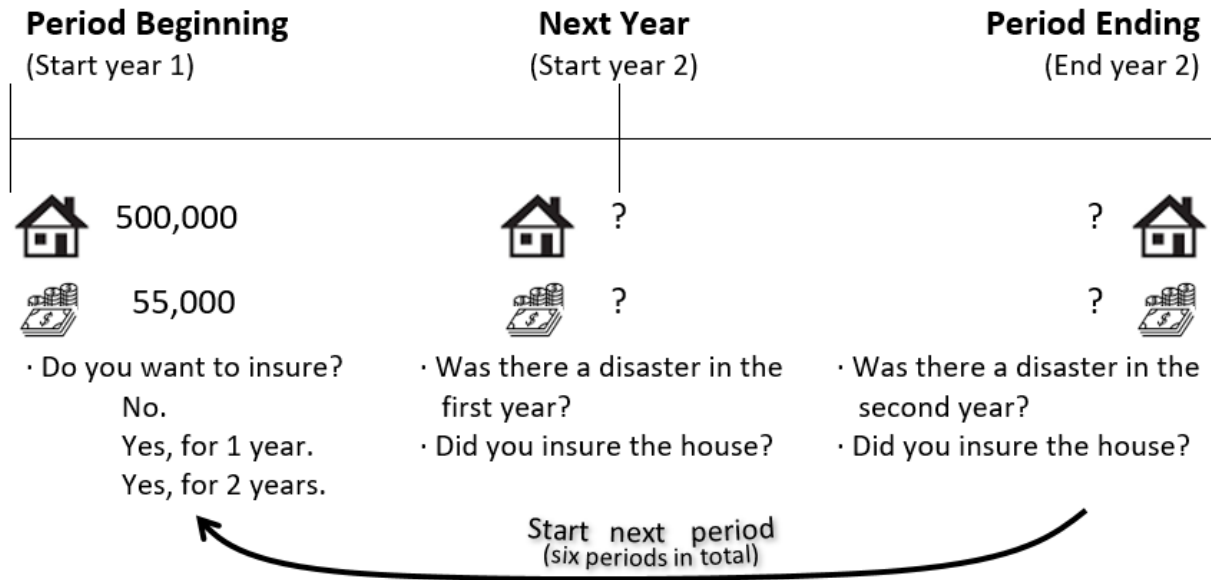 Period Beginning
(Start year 1)
Next Year
(Start year 2)
Period Ending
(End year 2)
500,000
?
?
55,000
?
?
· Do you want to insure?
No.
Yes, for 1 year.
Yes, for 2 years.
· Was there a disaster in the
first year?
· Did you insure the house?
· Was there a disaster in the
second year?
· Did you insure the house?
Start next period
(six periods in total)